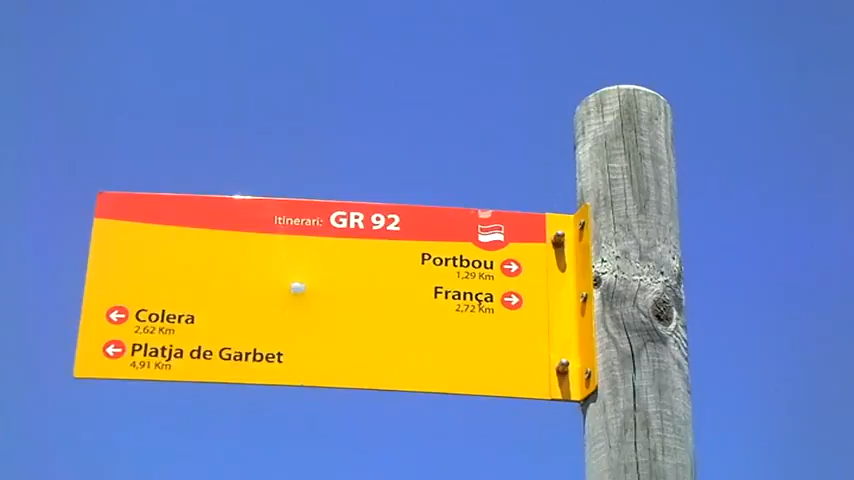 Itinerari: GR 92
Portbou
1,29 Km
França
2,72 Km
Colera
2,62 Km
Platja de Garbet
4,91 Km